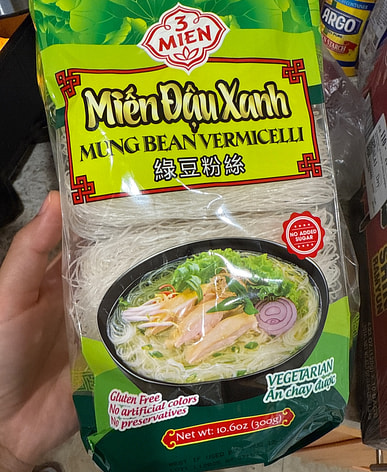 3
MIEN
ARGO
Miến Đậu Xanh
MUNG BEAN VERMICELLI
綠豆粉絲
NO ADDED
SUGAR
Gluten Free
No artificial colors
No preservatives
VEGETARIAN
Ăn chay được
Net wt: 10.6oz (300g)